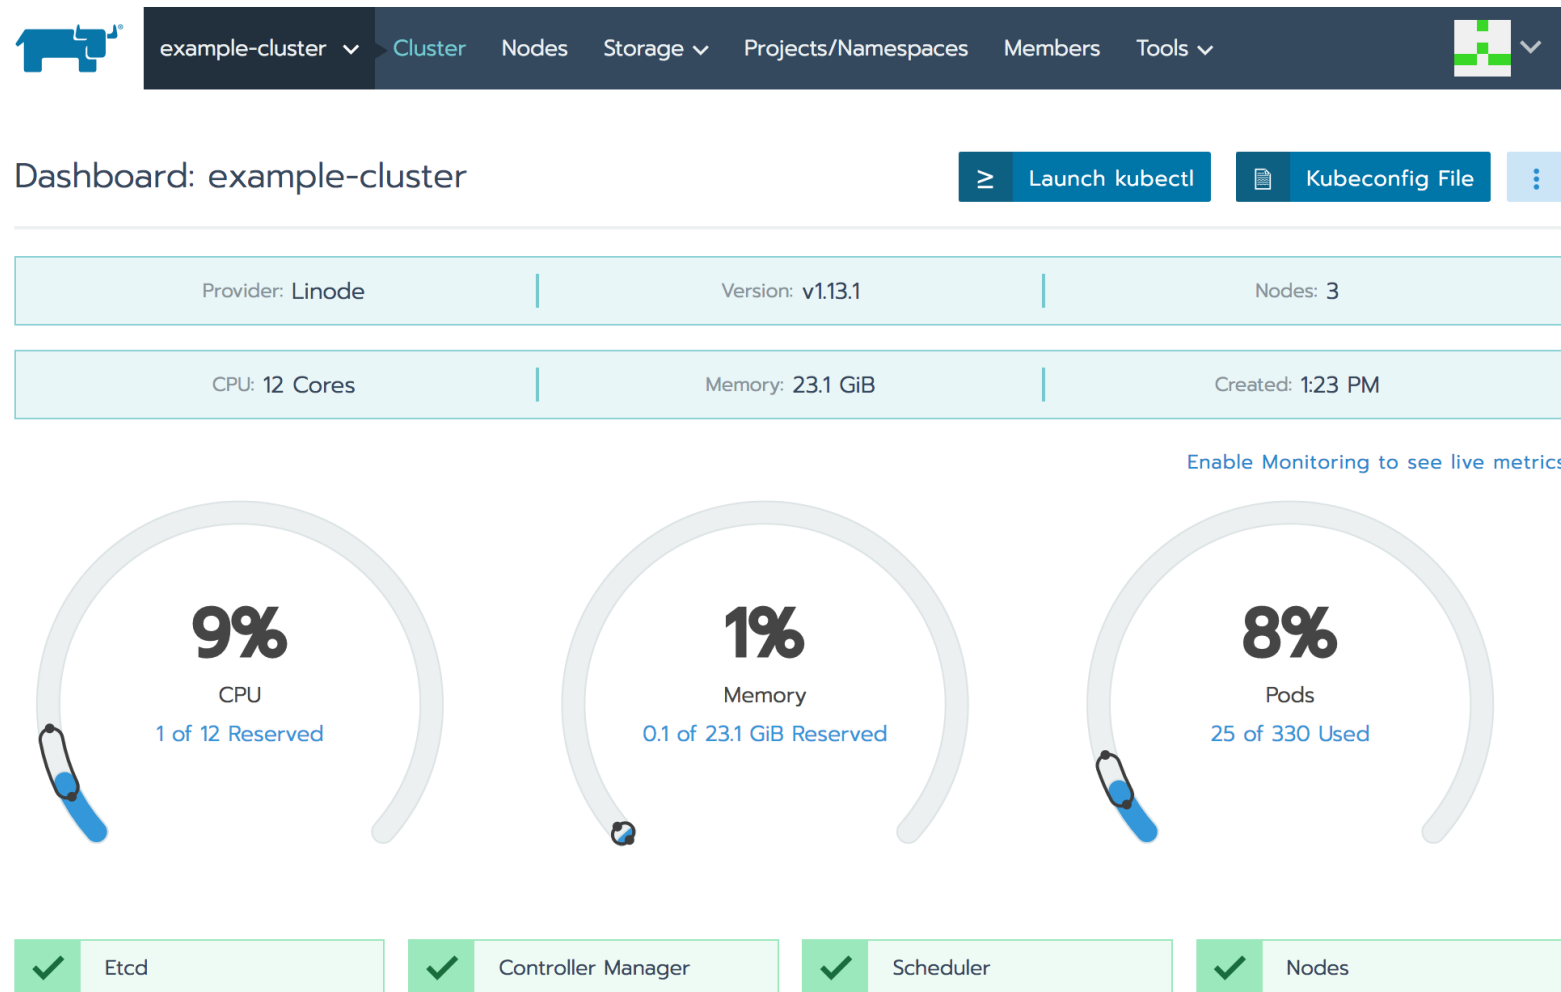 example-cluster Cluster Nodes Storage Projects/Namespaces Members Tools
Dashboard: example-cluster
Launch kubectl Kubeconfig File
Provider: Linode Version: v1.13.1 Nodes: 3
CPU: 12 Cores Memory: 23.1 GiB Created: 1:23 PM
Enable Monitoring to see live metrics
9% 1% 8%
CPU Memory Pods
1 of 12 Reserved 0.1 of 23.1 GiB Reserved 25 of 330 Used
Etcd Controller Manager Scheduler Nodes